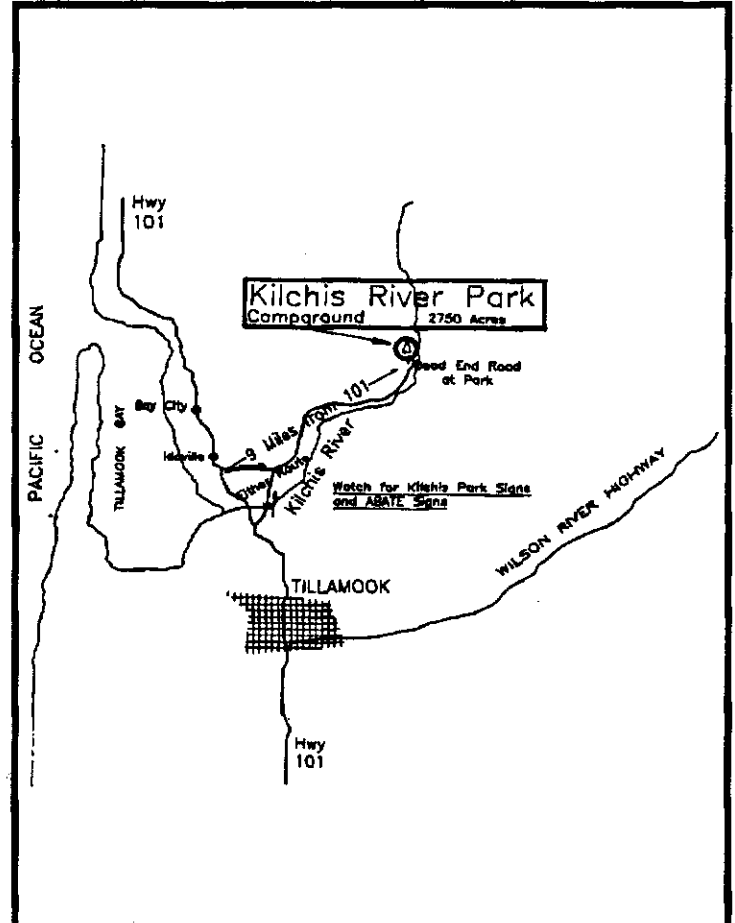 Hwy
101
Kilchis River Park
Campground 2750 Acres
Dead End Road
at Park
PACIFIC OCEAN
TILLAMOOK BAY
Bay City
Idaville
9 Miles from 101
Either Route
Kilchis River
Watch for Kilchis Park Signs
and ABATE Signs
WILSON RIVER HIGHWAY
TILLAMOOK
Hwy
101